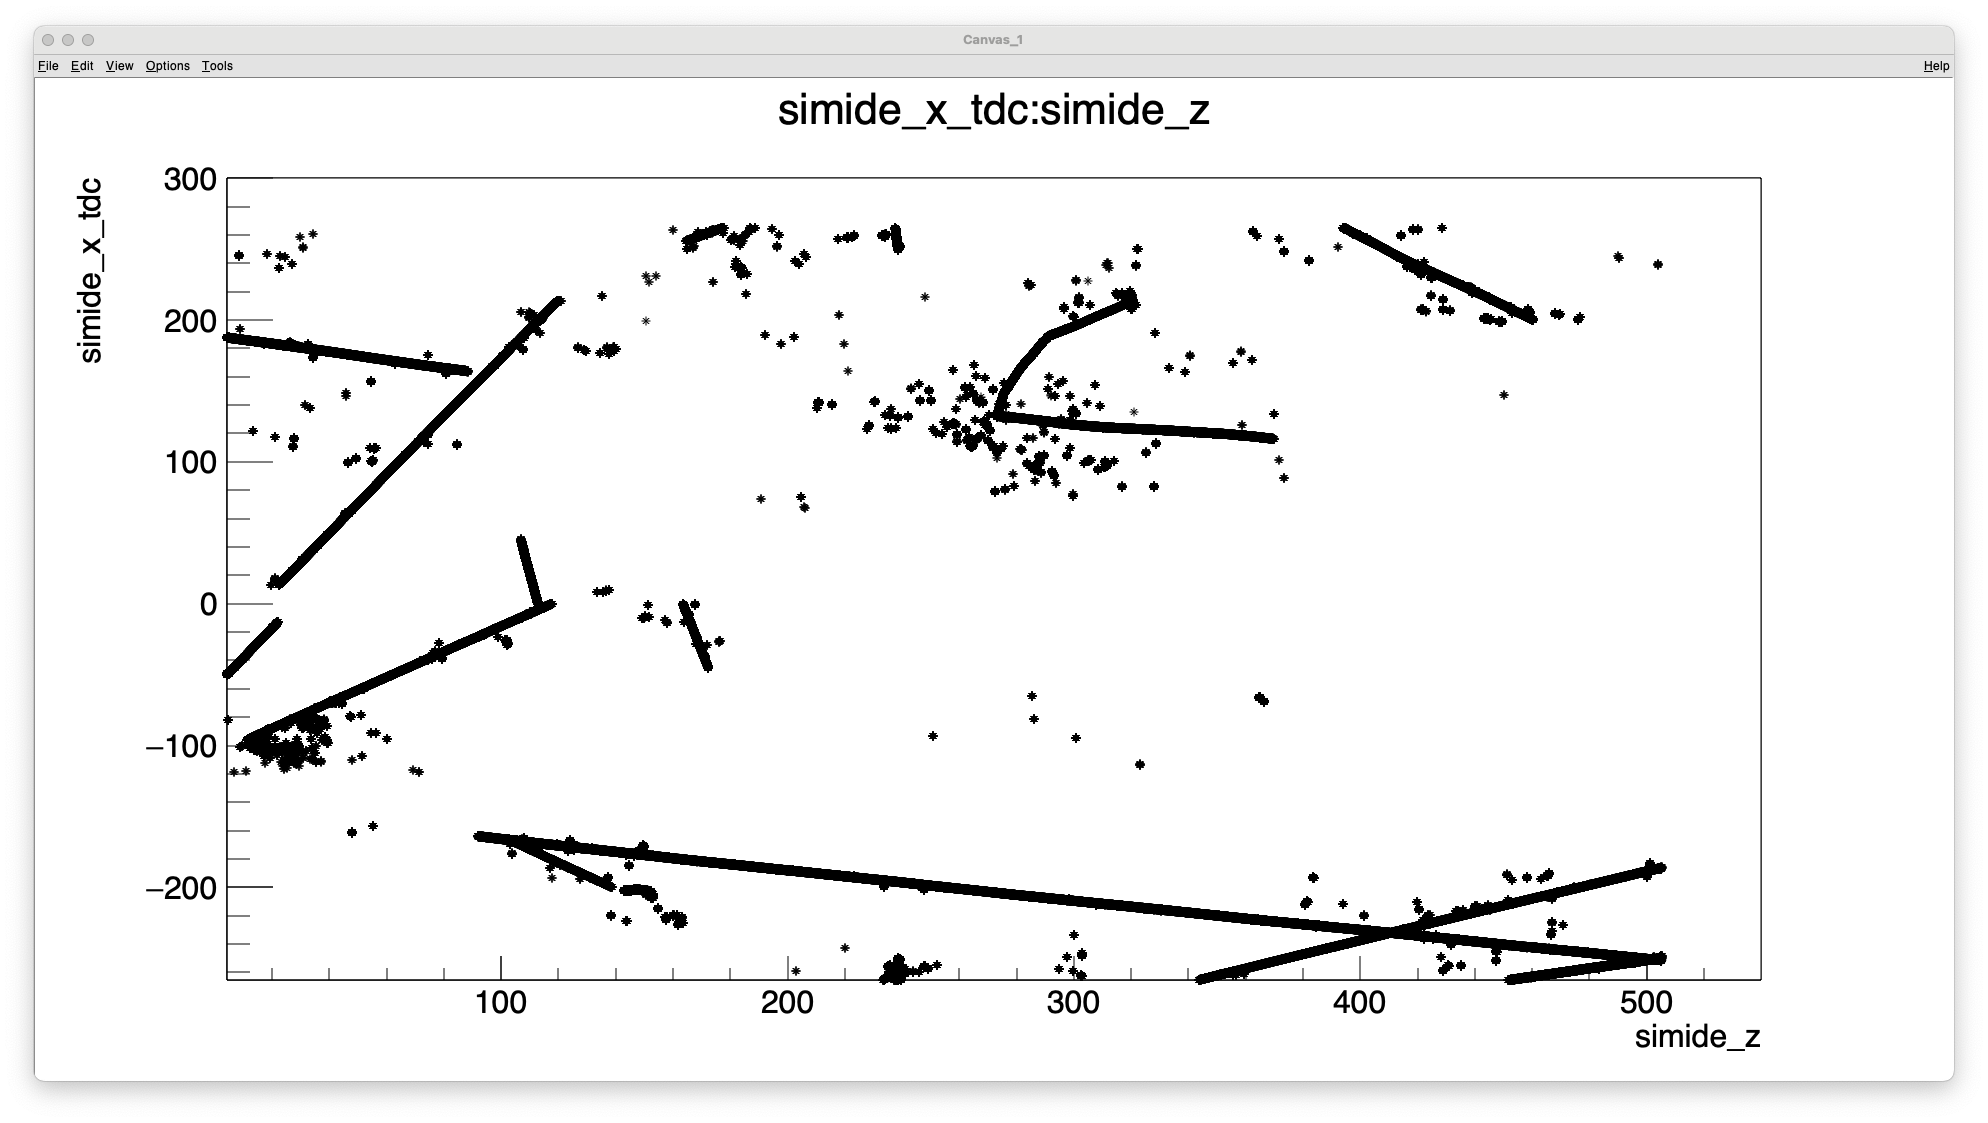 Canvas_1
File Edit View Options Tools Help
simide_x_tdc:simide_z
simide_x_tdc
300
200
100
0
−100
−200
100 200 300 400 500
simide_z